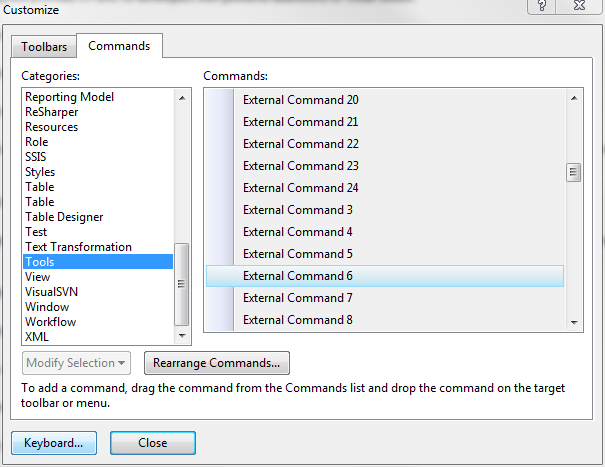 Customize
Toolbars
Commands
Categories:
Reporting Model
ReSharper
Resources
Role
SSIS
Styles
Table
Table
Table Designer
Test
Text Transformation
Tools
View
VisualSVN
Window
Workflow
XML
Commands:
External Command 20
External Command 21
External Command 22
External Command 23
External Command 24
External Command 3
External Command 4
External Command 5
External Command 6
External Command 7
External Command 8
Modify Selection
Rearrange Commands...
To add a command, drag the command from the Commands list and drop the command on the target
toolbar or menu.
Keyboard...
Close